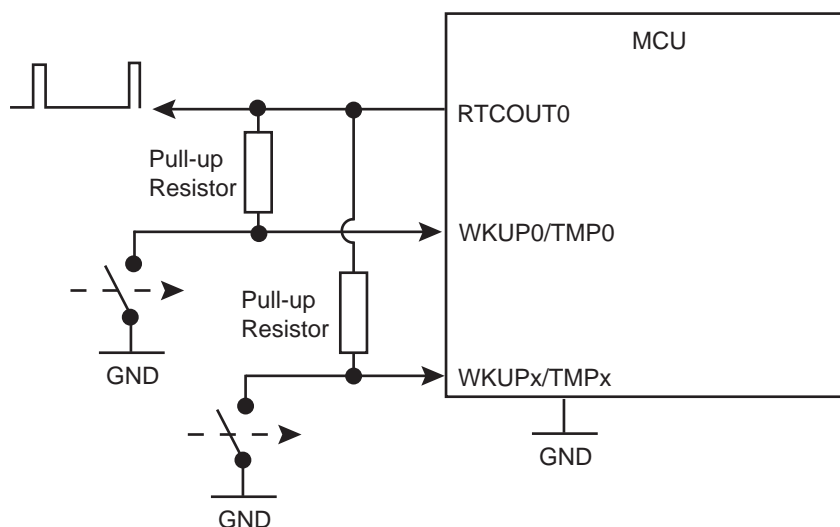 MCU
RTCOUT0
Pull-up
Resistor
WKUP0/TMP0
Pull-up
Resistor
GND
WKUPx/TMPx
GND
GND